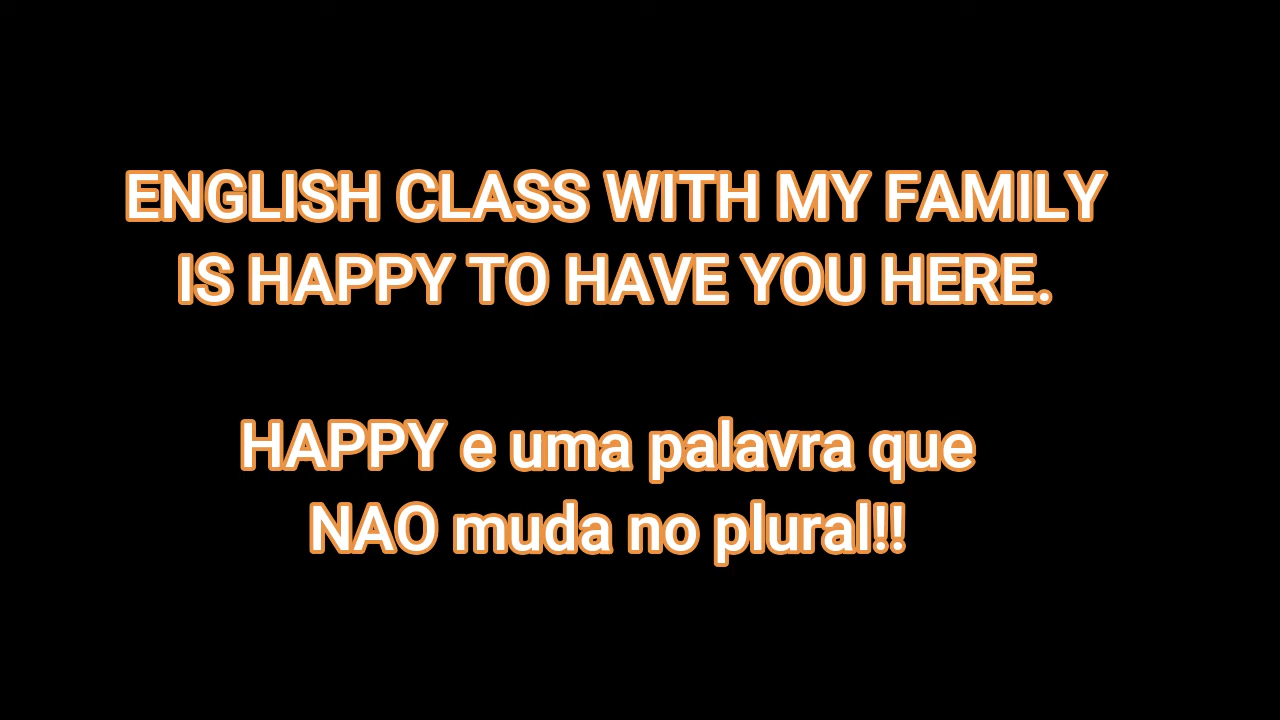 ENGLISH CLASS WITH MY FAMILY
IS HAPPY TO HAVE YOU HERE.
HAPPY e uma palavra que
NAO muda no plural!!